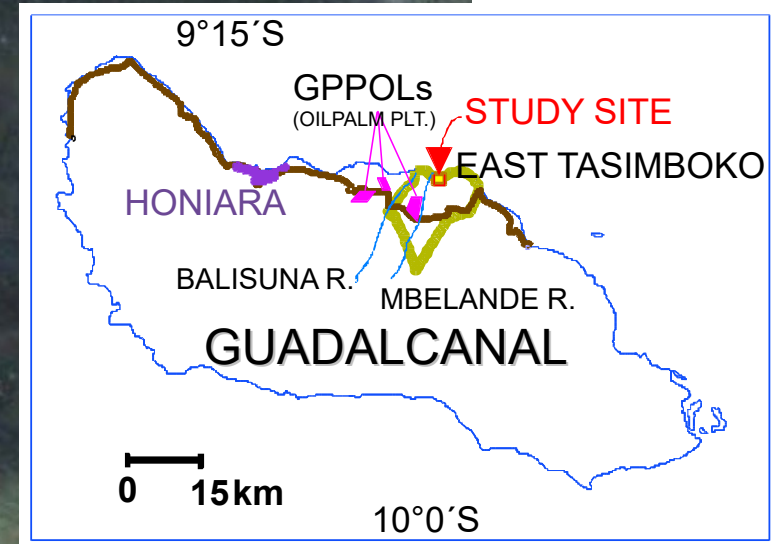 9°15´S
GPPOLs
(OILPALM PLT.)
STUDY SITE
EAST TASIMBOKO
HONIARA
BALISUNA R.
MBELANDE R.
GUADALCANAL
0 15km
10°0´S